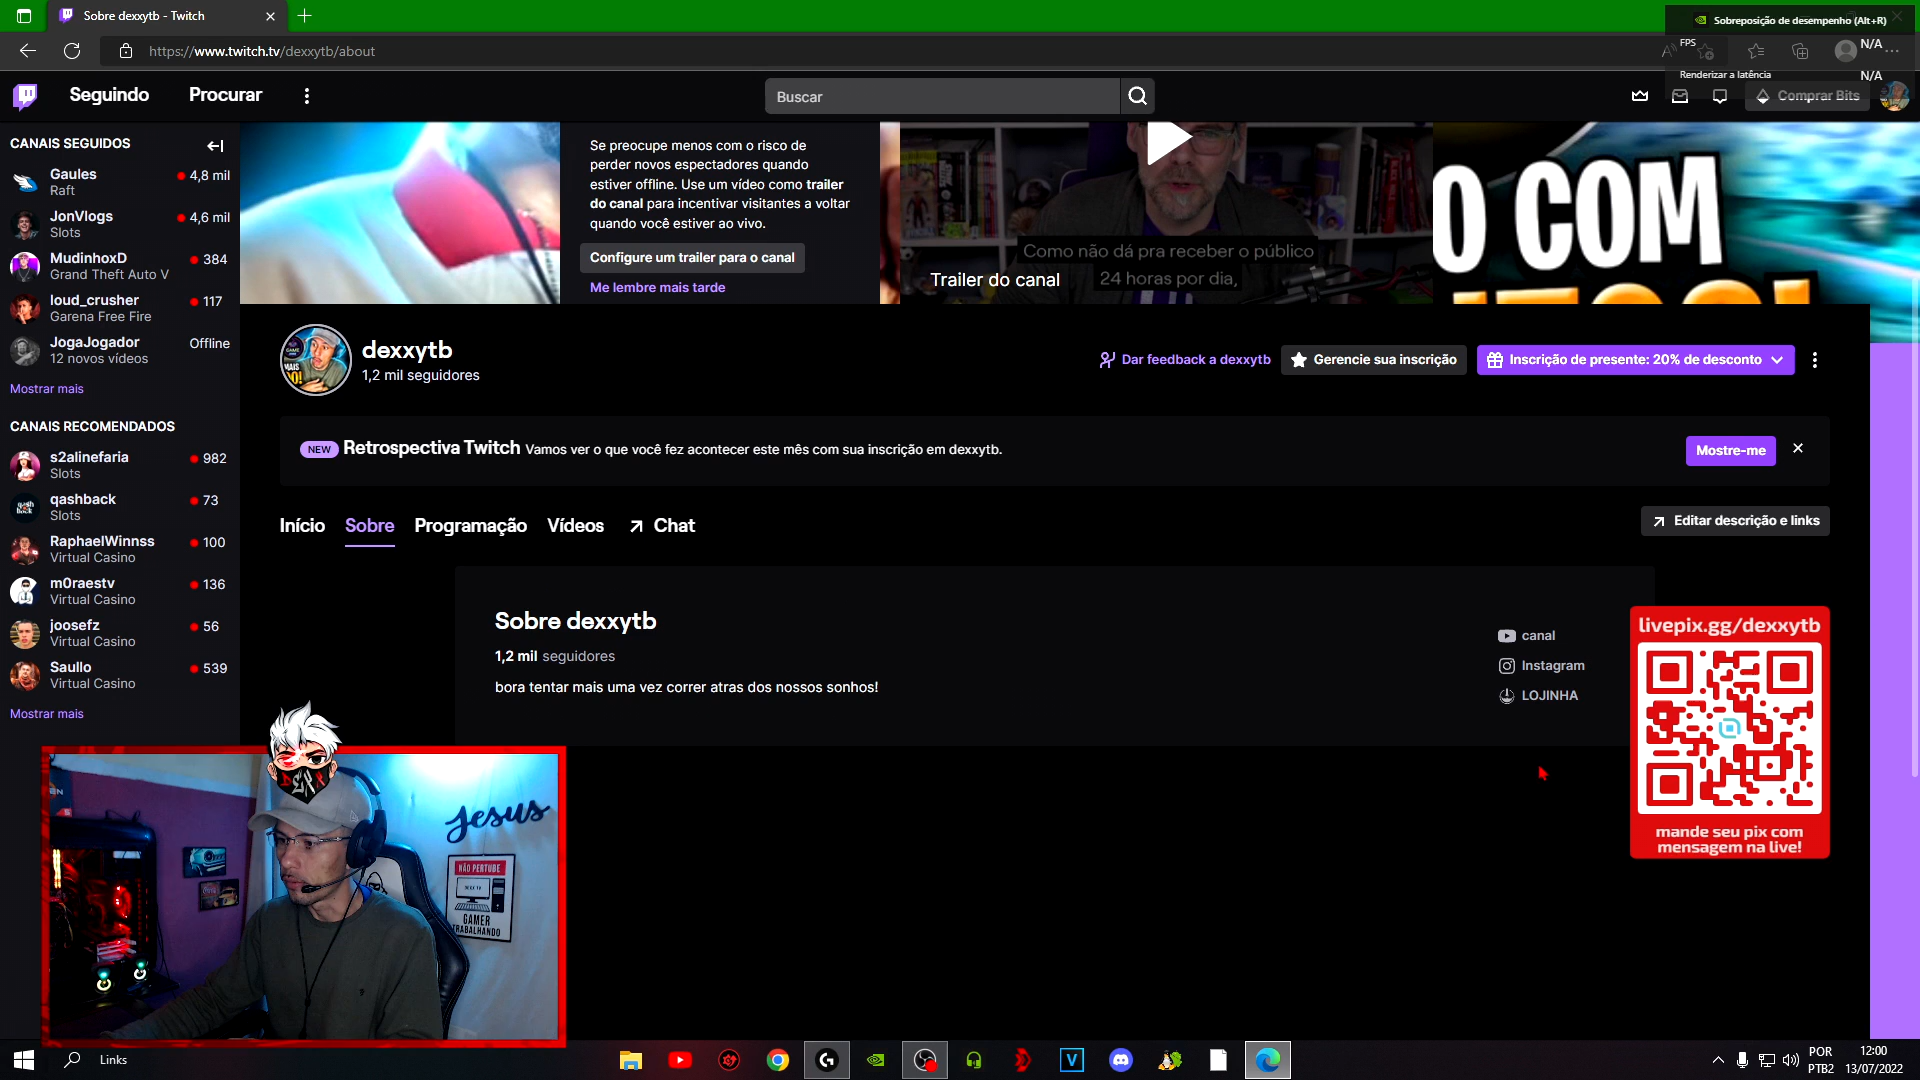 Sobre dexxytb - Twitch
Sobreposição de desempenho (Alt+R)
https://www.twitch.tv/dexxytb/about
FPS
N/A
Renderizar a latência
N/A
Seguindo
Procurar
Buscar
Comprar Bits
CANAIS SEGUIDOS
Gaules
4,8 mil
Raft
JonVlogs
4,6 mil
Slots
MudinhoxD
384
Grand Theft Auto V
loud_crusher
117
Garena Free Fire
JogaJogador
Offline
12 novos vídeos
Mostrar mais
CANAIS RECOMENDADOS
s2alinefaria
982
Slots
qashback
73
Slots
RaphaelWinnss
100
Virtual Casino
m0raestv
136
Virtual Casino
joosefz
56
Virtual Casino
Saullo
539
Virtual Casino
Mostrar mais
Se preocupe menos com o risco de
perder novos espectadores quando
estiver offline. Use um vídeo como trailer
do canal para incentivar visitantes a voltar
quando você estiver ao vivo.
Configure um trailer para o canal
Me lembre mais tarde
Como não dá pra receber o público
24 horas por dia,
Trailer do canal
O COM
dexxytb
1,2 mil seguidores
Dar feedback a dexxytb
Gerencie sua inscrição
Inscrição de presente: 20% de desconto
NEW Retrospectiva Twitch Vamos ver o que você fez acontecer este mês com sua inscrição em dexxytb.
Mostre-me
Início
Sobre
Programação
Vídeos
Chat
Editar descrição e links
Sobre dexxytb
1,2 mil seguidores
bora tentar mais uma vez correr atras dos nossos sonhos!
canal
Instagram
LOJINHA
livepix.gg/dexxytb
mande seu pix com
mensagem na live!
Jesus
NÃO PERTUBE
GAMER
TRABALHANDO
Links
POR
PTB2
12:00
13/07/2022